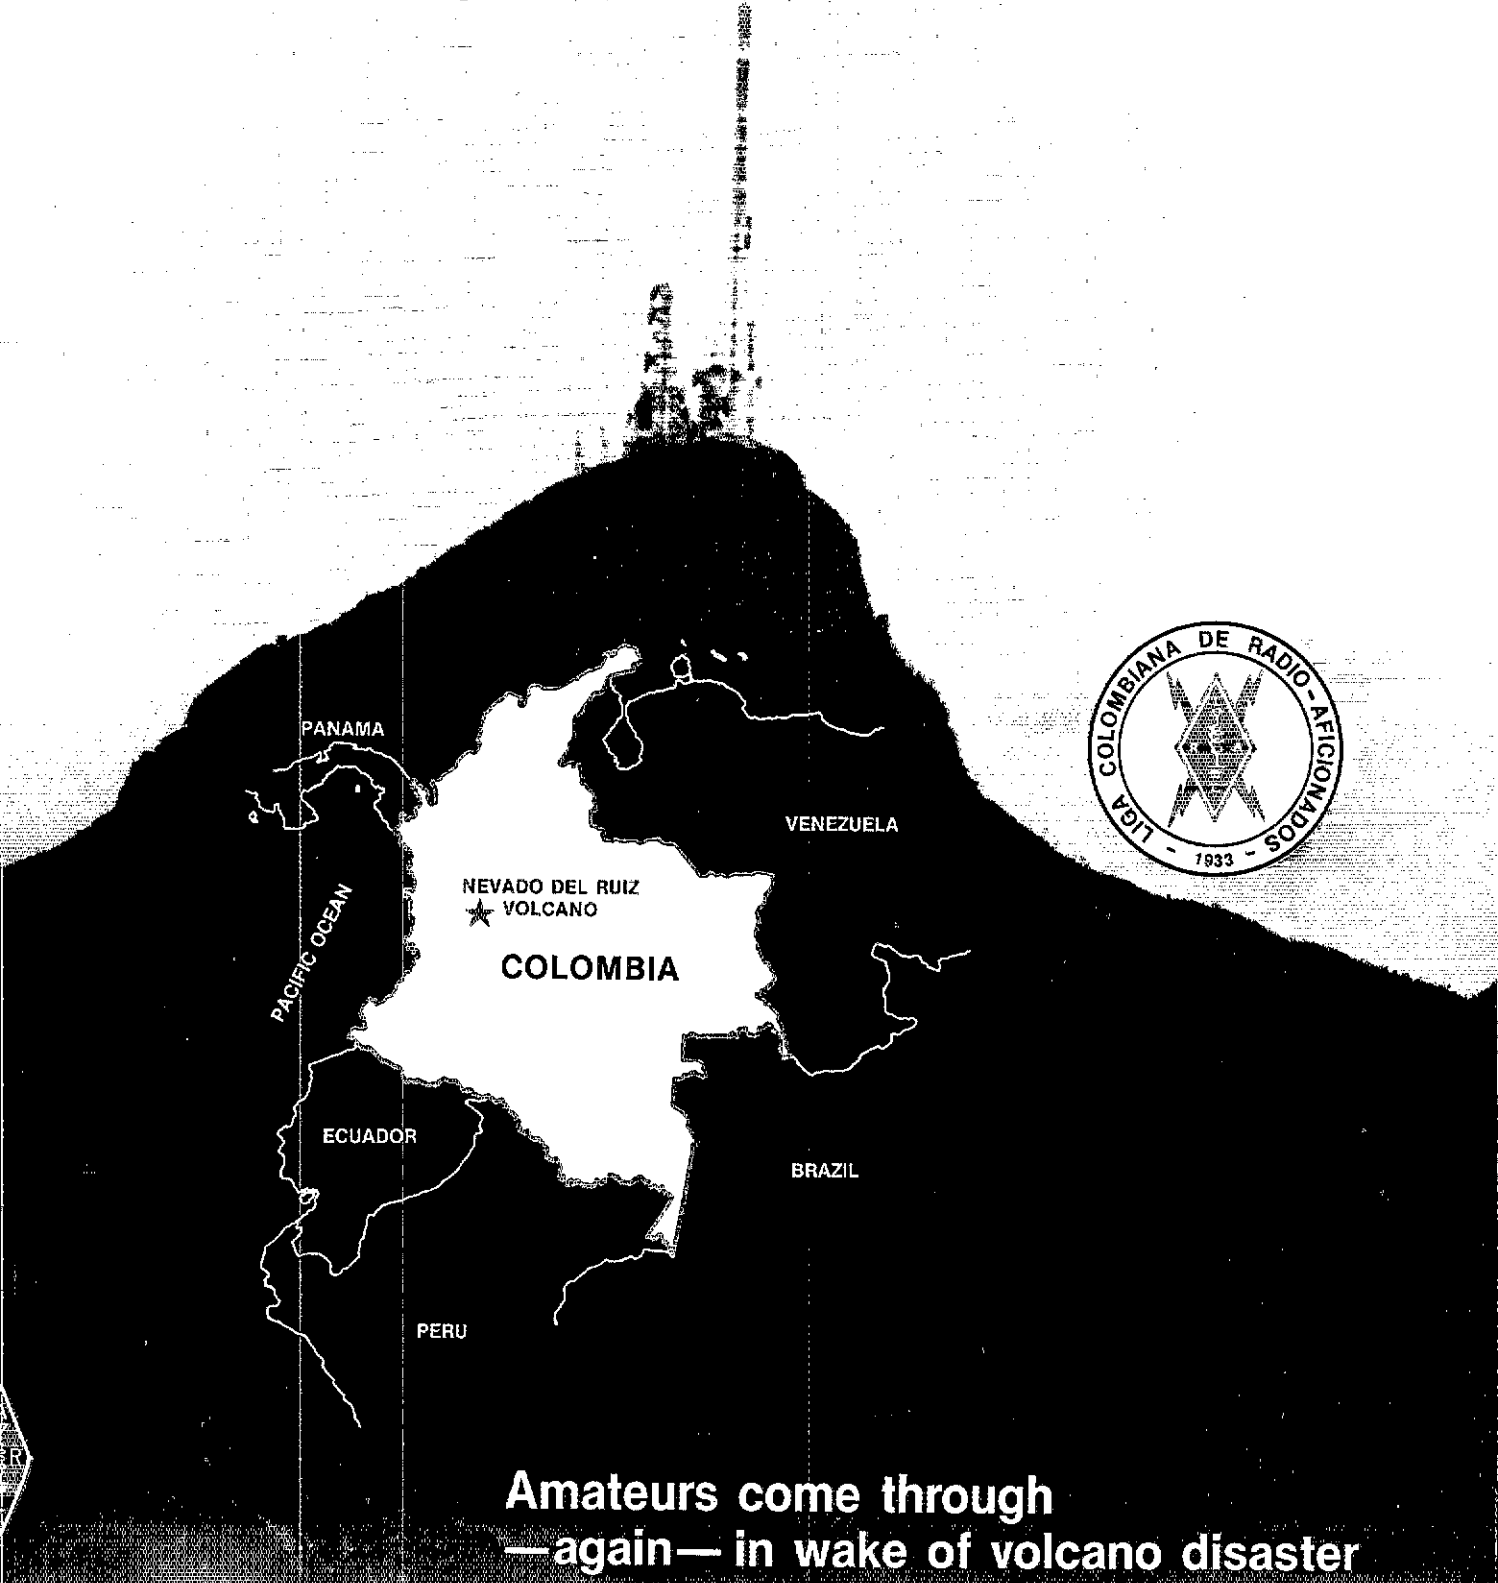 LIGA COLOMBIANA DE RADIO-AFICIONADOS
- 1933 -
PANAMA
VENEZUELA
NEVADO DEL RUIZ
VOLCANO
PACIFIC OCEAN
COLOMBIA
ECUADOR
BRAZIL
PERU
Amateurs come through
—again— in wake of volcano disaster